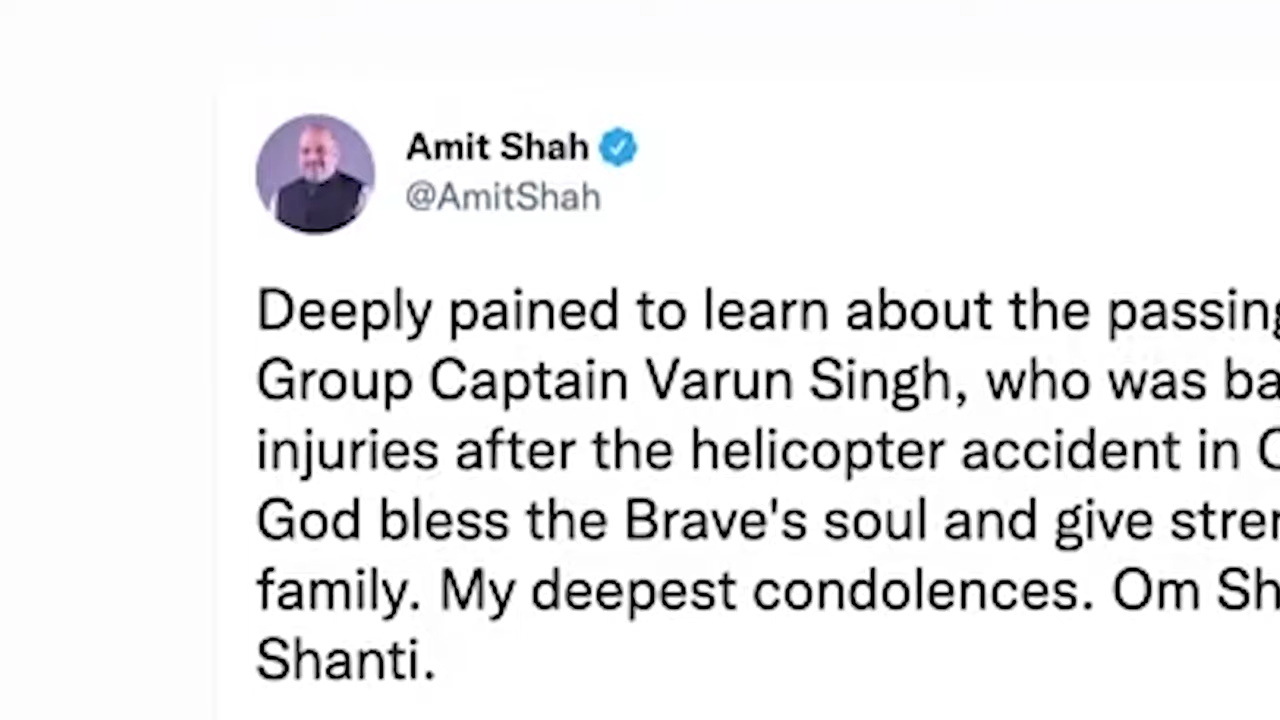 Amit Shah
@AmitShah
Deeply pained to learn about the passing
Group Captain Varun Singh, who was ba
injuries after the helicopter accident in C
God bless the Brave's soul and give stren
family. My deepest condolences. Om Sh
Shanti.